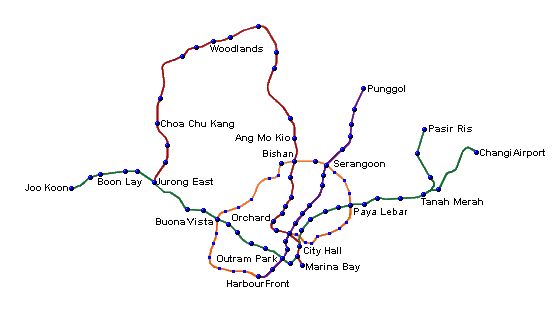 Woodlands
Punggol
Choa Chu Kang
Pasir Ris
Ang Mo Kio
Bishan
Changi Airport
Serangoon
Boon Lay
Jurong East
Joo Koon
Tanah Merah
Paya Lebar
Orchard
Buona Vista
City Hall
Outram Park
Marina Bay
HarbourFront